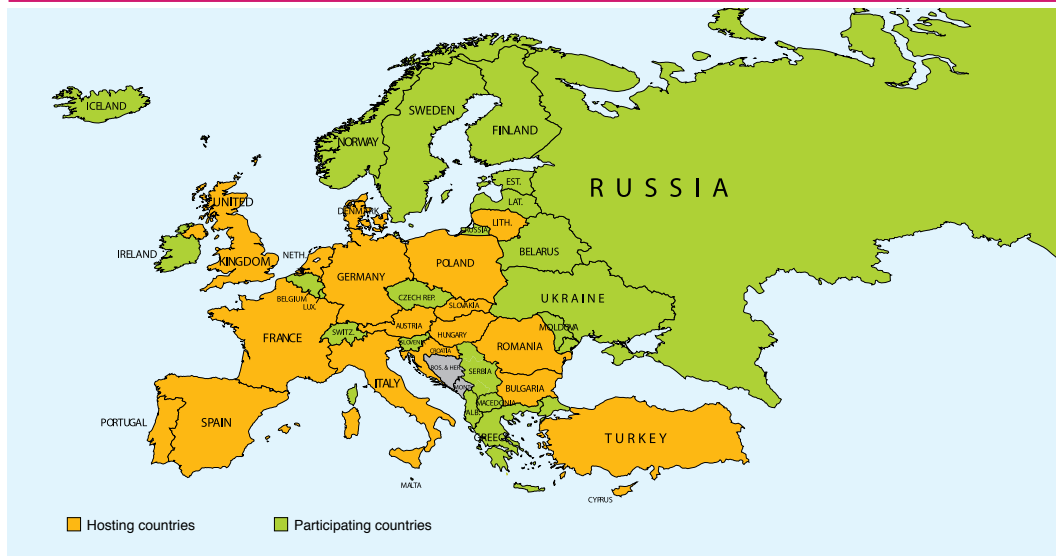 ICELAND
SWEDEN
NORWAY
FINLAND
RUSSIA
EST.
LAT.
UNITED
DENMARK
LITH.
RUSSIA
IRELAND
KINGDOM
NETH.
BELARUS
POLAND
GERMANY
BELGIUM
LUX.
CZECH REP.
UKRAINE
SLOVAKIA
FRANCE
SWITZ.
AUSTRIA
HUNGARY
MOLDOVA
SLOVENIA
CROATIA
ROMANIA
BOS. & HER.
SERBIA
ITALY
MONT.
BULGARIA
PORTUGAL
SPAIN
MACEDONIA
ALB.
GREECE
TURKEY
MALTA
CYPRUS
Hosting countries
Participating countries